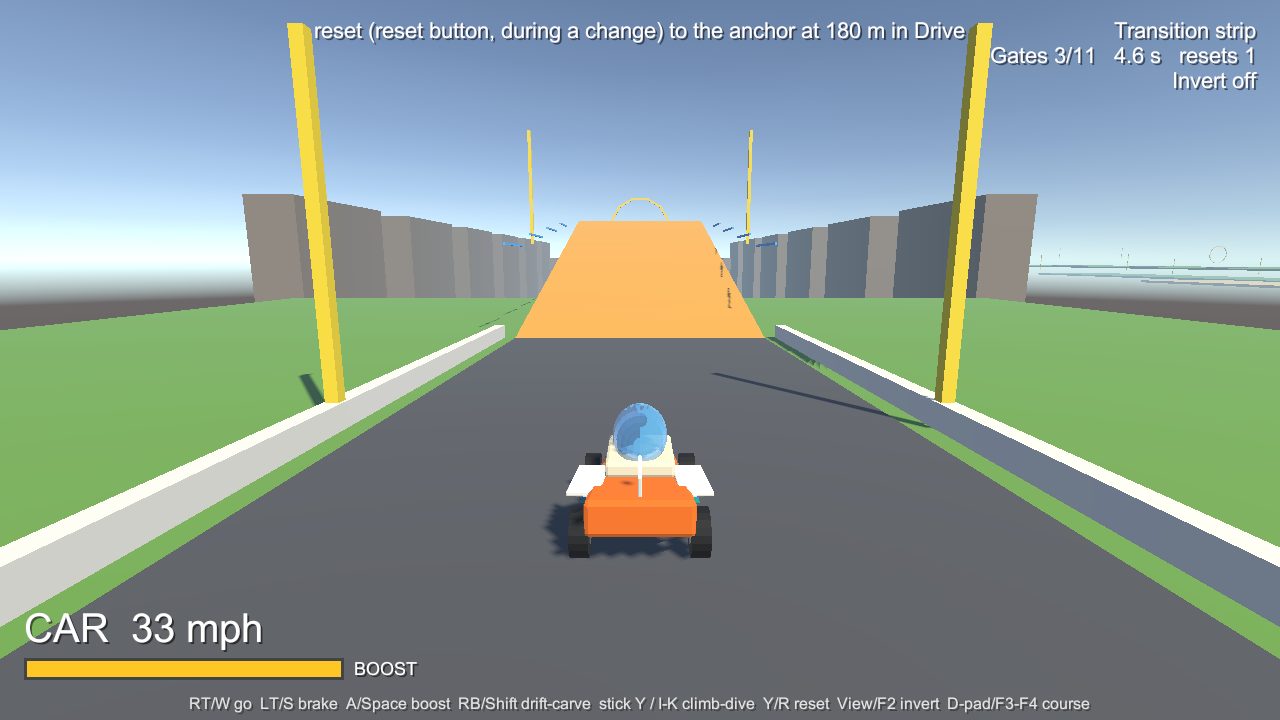 reset (reset button, during a change) to the anchor at 180 m in Drive
Transition strip
Gates 3/11 4.6 s resets 1
Invert off
CAR 33 mph
BOOST
RT/W go LT/S brake A/Space boost RB/Shift drift-carve stick Y / I-K climb-dive Y/R reset View/F2 invert D-pad/F3-F4 course